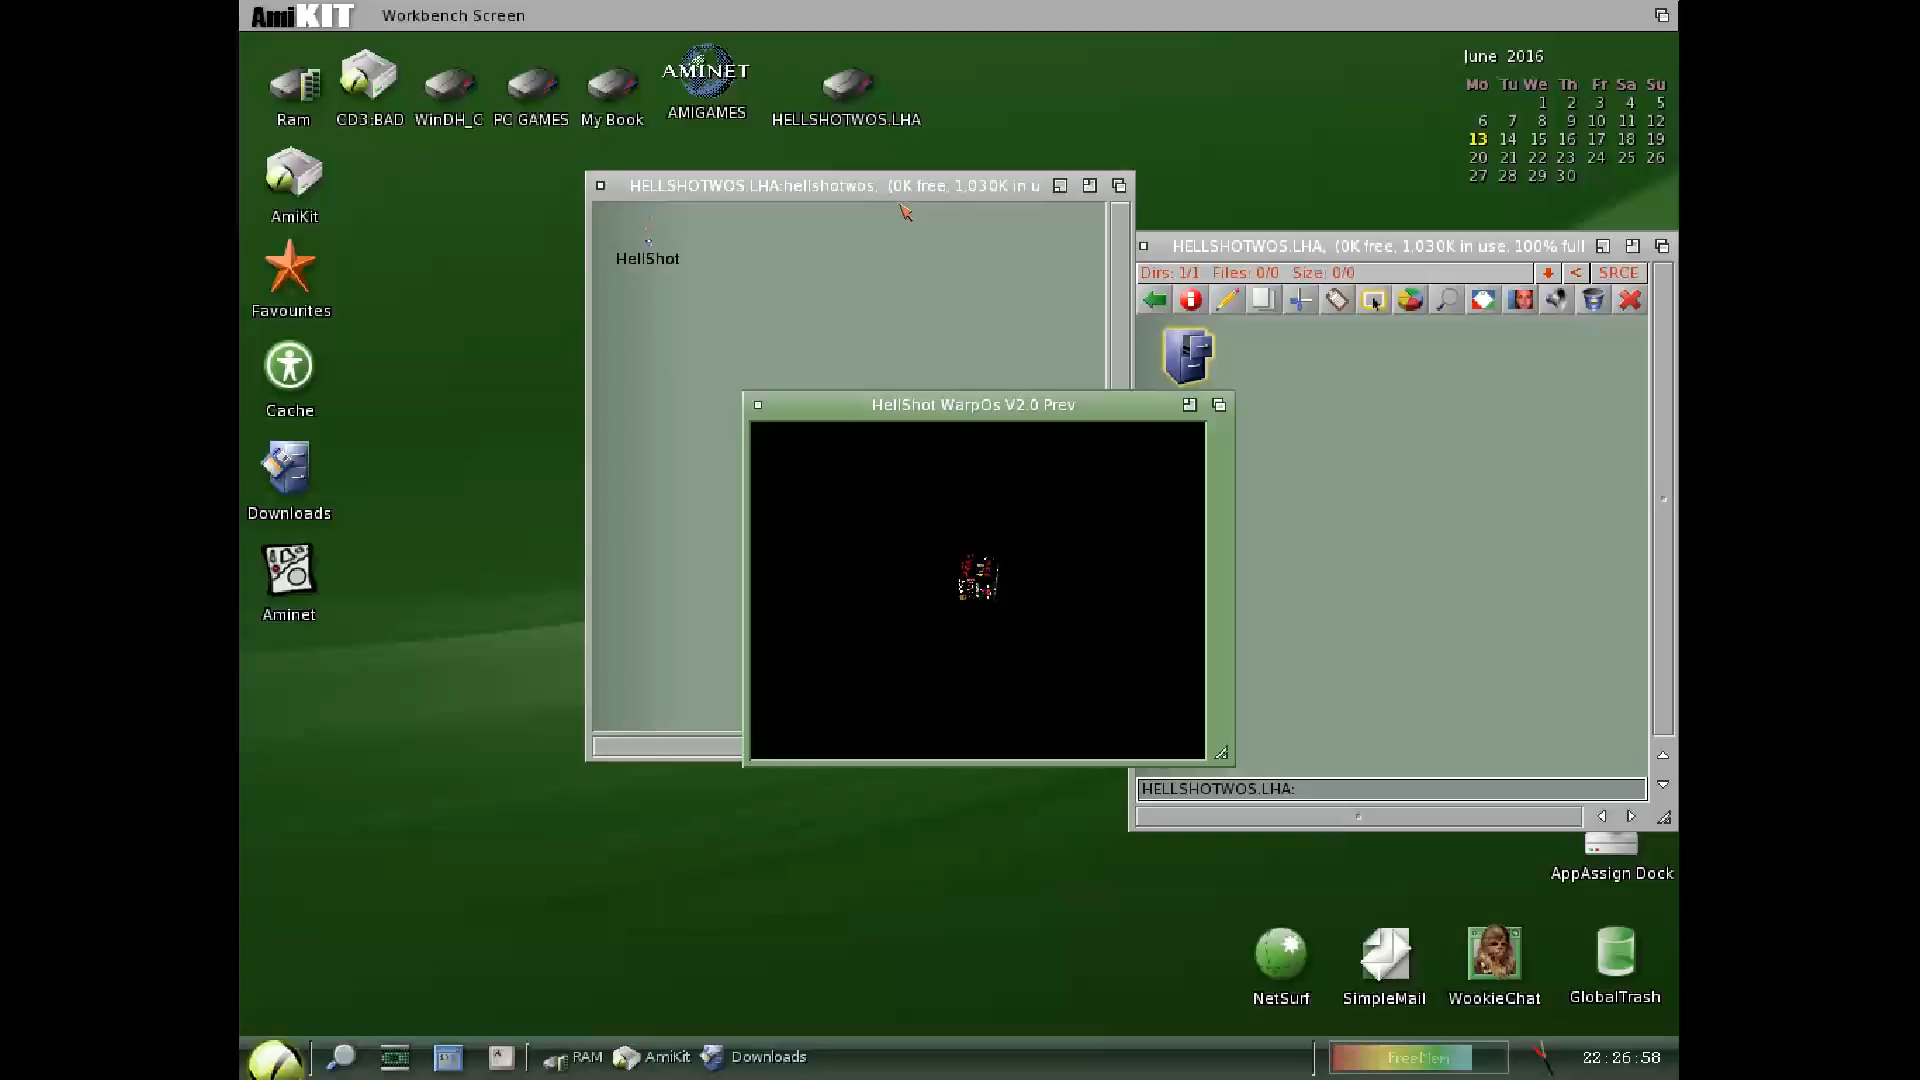 AmiKIT
Workbench Screen
June 2016
Mo Tu We Th Fr Sa Su
1 2 3 4 5
6 7 8 9 10 11 12
13 14 15 16 17 18 19
20 21 22 23 24 25 26
27 28 29 30
AMINET
Ram
CD3:BAD
WinDH_C
PC GAMES
My Book
AMIGAMES
HELLSHOTWOS.LHA
AmiKit
Favourites
Cache
Downloads
Aminet
HELLSHOTWOS.LHA:hellshotwos, (0K free, 1,030K in u
HellShot
HELLSHOTWOS.LHA, (0K free, 1,030K in use, 100% full
Dirs: 1/1 Files: 0/0 Size: 0/0
SRCE
HellShot WarpOs V2.0 Prev
HELLSHOTWOS.LHA:
AppAssign Dock
NetSurf
SimpleMail
WookieChat
GlobalTrash
RAM
AmiKit
Downloads
FreeMem
22:26:58